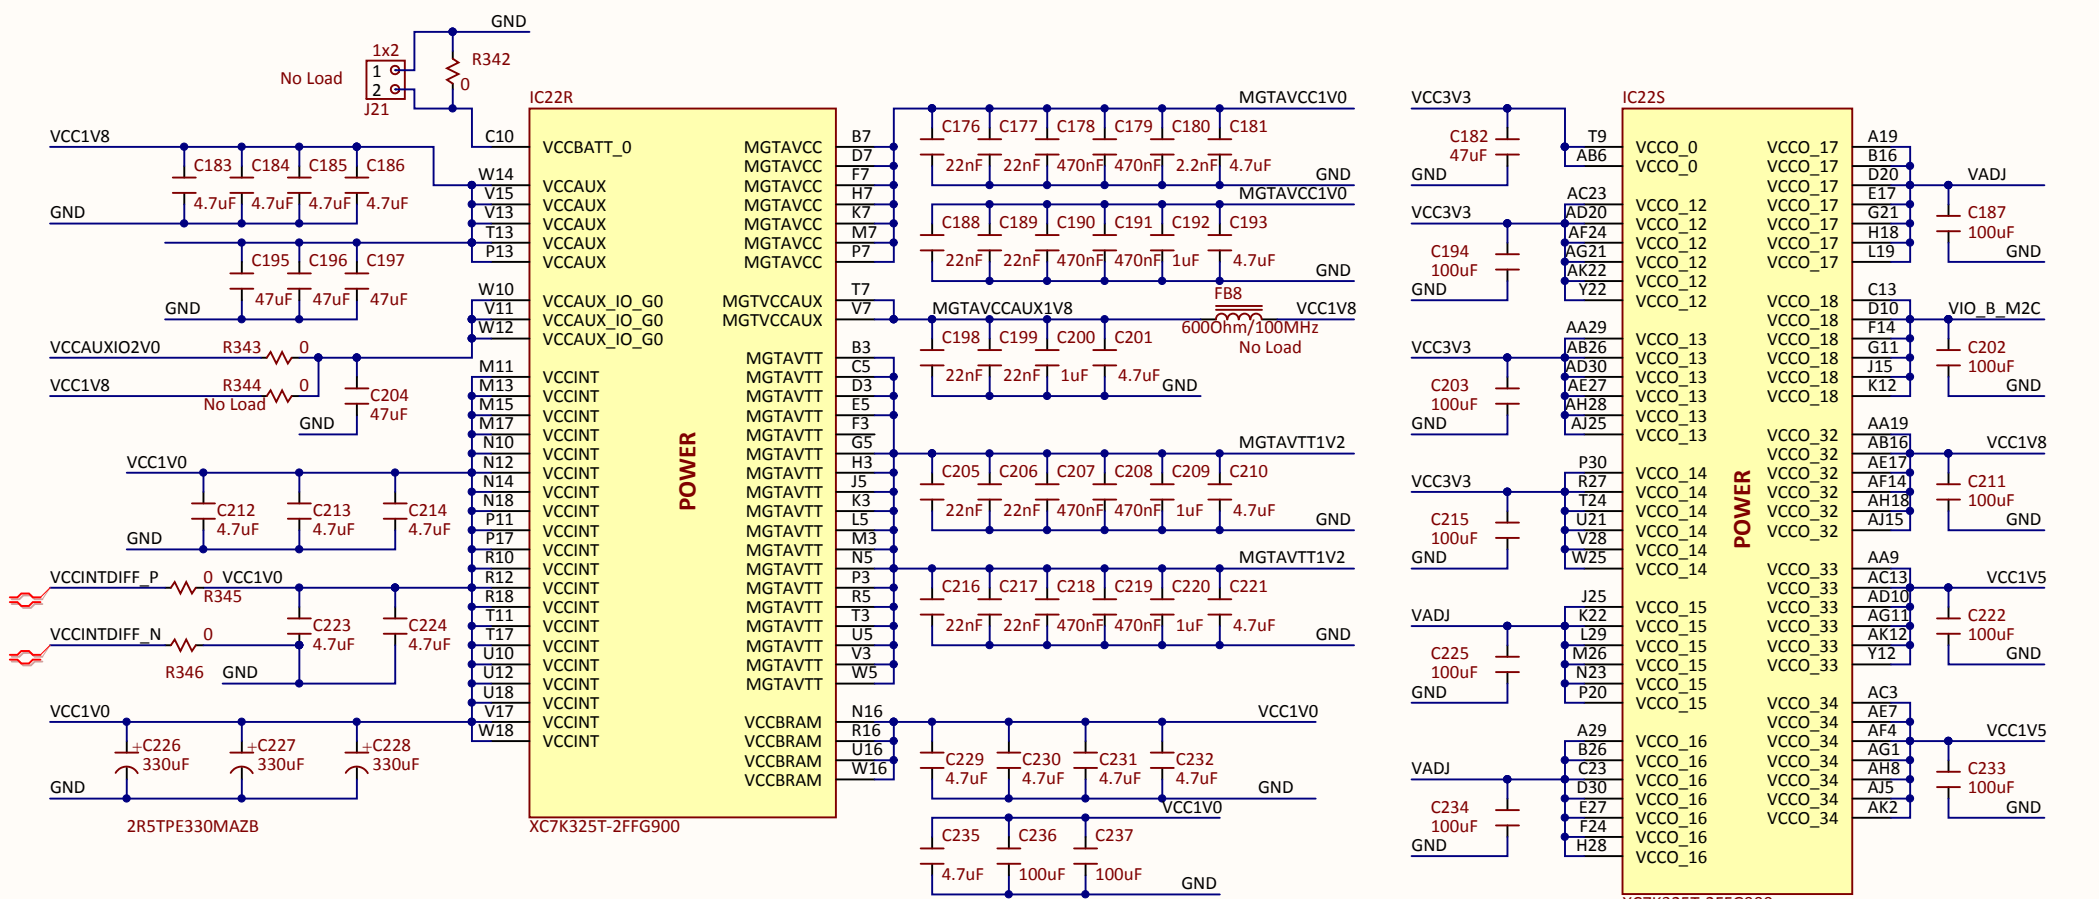 GND
1x2
R342
No Load
1
2
0
J21
VCC1V8
C183
C184
C185
C186
4.7uF
4.7uF
4.7uF
4.7uF
GND
C195
C196
C197
47uF
47uF
47uF
GND
VCCAUXIO2V0
R343
0
VCC1V8
R344
0
No Load
C204
47uF
GND
VCC1V0
C212
C213
C214
4.7uF
4.7uF
4.7uF
GND
VCCINTDIFF_P
0
VCC1V0
R345
VCCINTDIFF_N
0
C223
C224
4.7uF
4.7uF
R346
GND
VCC1V0
+
C226
+
C227
+
C228
330uF
330uF
330uF
GND
2R5TPE330MAZB
IC22R
C10 VCCBATT_0
W14 VCCAUX
V15 VCCAUX
V13 VCCAUX
T13 VCCAUX
P13 VCCAUX
W10 VCCAUX_IO_G0
V11 VCCAUX_IO_G0
W12 VCCAUX_IO_G0
M11 VCCINT
M13 VCCINT
M15 VCCINT
M17 VCCINT
N10 VCCINT
N12 VCCINT
N14 VCCINT
N18 VCCINT
P11 VCCINT
P17 VCCINT
R10 VCCINT
R12 VCCINT
R18 VCCINT
T11 VCCINT
T17 VCCINT
U10 VCCINT
U12 VCCINT
U18 VCCINT
V17 VCCINT
W18 VCCINT
POWER
MGTAVCC B7
MGTAVCC D7
MGTAVCC F7
MGTAVCC H7
MGTAVCC K7
MGTAVCC M7
MGTAVCC P7
MGTVCCAUX T7
MGTVCCAUX V7
MGTAVTT B3
MGTAVTT C5
MGTAVTT D3
MGTAVTT E5
MGTAVTT F3
MGTAVTT G5
MGTAVTT H3
MGTAVTT J5
MGTAVTT K3
MGTAVTT L5
MGTAVTT M3
MGTAVTT N5
MGTAVTT P3
MGTAVTT R5
MGTAVTT T3
MGTAVTT U5
MGTAVTT V3
MGTAVTT W5
VCCBRAM N16
VCCBRAM R16
VCCBRAM U16
VCCBRAM W16
XC7K325T-2FFG900
MGTAVCC1V0
C176
C177
C178
C179
C180
C181
22nF
22nF
470nF
470nF
2.2nF
4.7uF
GND
MGTAVCC1V0
C188
C189
C190
C191
C192
C193
22nF
22nF
470nF
470nF
1uF
4.7uF
GND
FB8
MGTAVCCAUX1V8
VCC1V8
600Ohm/100MHz
No Load
C198
C199
C200
C201
22nF
22nF
1uF
4.7uF
GND
MGTAVTT1V2
C205
C206
C207
C208
C209
C210
22nF
22nF
470nF
470nF
1uF
4.7uF
GND
MGTAVTT1V2
C216
C217
C218
C219
C220
C221
22nF
22nF
470nF
470nF
1uF
4.7uF
GND
VCC1V0
C229
C230
C231
C232
4.7uF
4.7uF
4.7uF
4.7uF
GND
VCC1V0
C235
C236
C237
4.7uF
100uF
100uF
GND
VCC3V3
C182
47uF
GND
VCC3V3
C194
100uF
GND
VCC3V3
C203
100uF
GND
VCC3V3
C215
100uF
GND
VADJ
C225
100uF
GND
VADJ
C234
100uF
GND
IC22S
T9 VCCO_0
AB6 VCCO_0
AC23 VCCO_12
AD20 VCCO_12
AF24 VCCO_12
AG21 VCCO_12
AK22 VCCO_12
Y22 VCCO_12
AA29 VCCO_13
AB26 VCCO_13
AD30 VCCO_13
AE27 VCCO_13
AH28 VCCO_13
AJ25 VCCO_13
P30 VCCO_14
R27 VCCO_14
T24 VCCO_14
U21 VCCO_14
V28 VCCO_14
W25 VCCO_14
J25 VCCO_15
K22 VCCO_15
L29 VCCO_15
M26 VCCO_15
N23 VCCO_15
P20 VCCO_15
A29 VCCO_16
B26 VCCO_16
C23 VCCO_16
D30 VCCO_16
E27 VCCO_16
F24 VCCO_16
H28 VCCO_16
POWER
VCCO_17 A19
VCCO_17 B16
VCCO_17 D20
VCCO_17 E17
VCCO_17 G21
VCCO_17 H18
VCCO_17 L19
VCCO_18 C13
VCCO_18 D10
VCCO_18 F14
VCCO_18 G11
VCCO_18 J15
VCCO_18 K12
VCCO_32 AA19
VCCO_32 AB16
VCCO_32 AE17
VCCO_32 AF14
VCCO_32 AH18
VCCO_32 AJ15
VCCO_33 AA9
VCCO_33 AC13
VCCO_33 AD10
VCCO_33 AG11
VCCO_33 AK12
VCCO_33 Y12
VCCO_34 AC3
VCCO_34 AE7
VCCO_34 AF4
VCCO_34 AG1
VCCO_34 AH8
VCCO_34 AJ5
VCCO_34 AK2
VADJ
C187
100uF
GND
VIO_B_M2C
C202
100uF
GND
VCC1V8
C211
100uF
GND
VCC1V5
C222
100uF
GND
VCC1V5
C233
100uF
GND